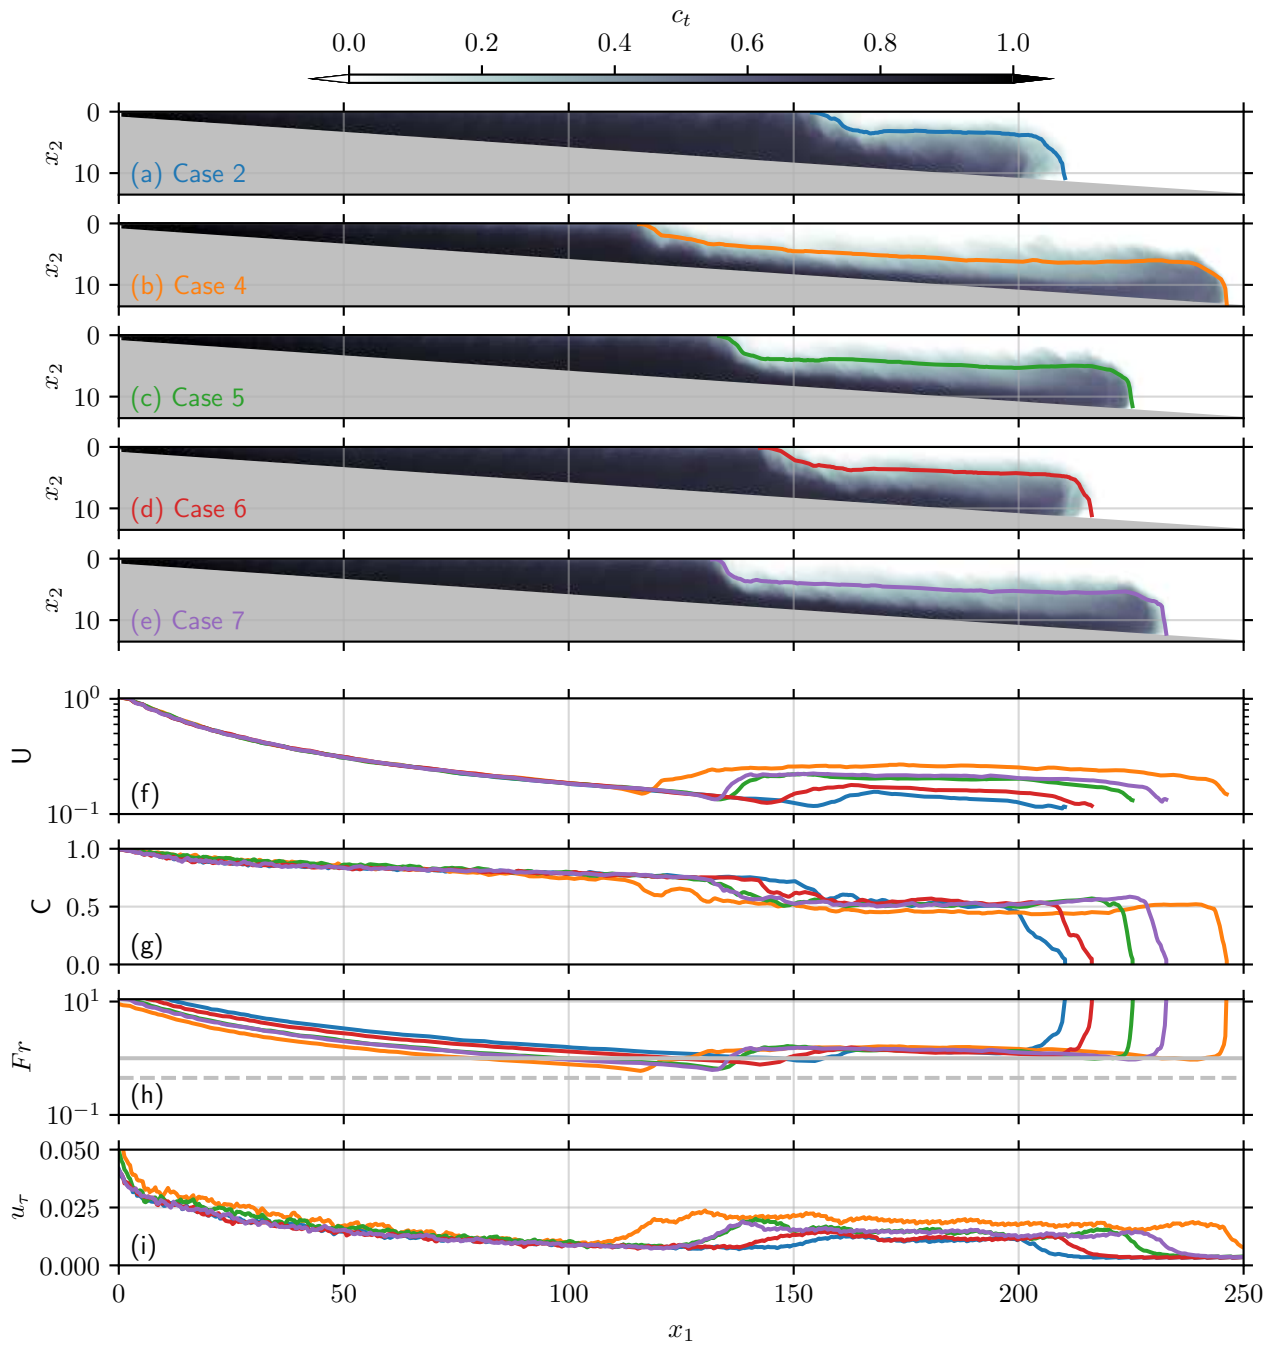 c_t
0.0 0.2 0.4 0.6 0.8 1.0
0
x_2
10
(a) Case 2
0
x_2
10
(b) Case 4
0
x_2
10
(c) Case 5
0
x_2
10
(d) Case 6
0
x_2
10
(e) Case 7
10^0
U
10^{-1}
(f)
1.0
C
0.5
0.0
(g)
10^1
Fr
10^{-1}
(h)
0.050
u_τ
0.025
0.000
(i)
0 50 100 150 200 250
x_1